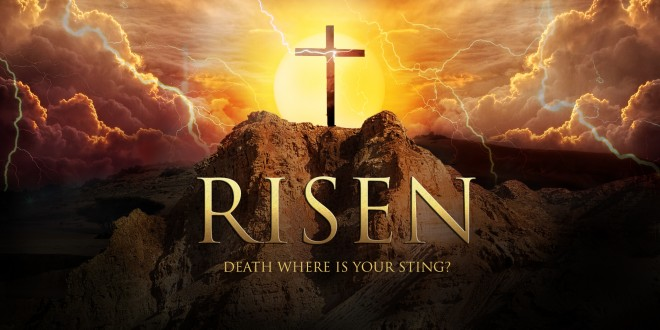 RISEN
DEATH WHERE IS YOUR STING?